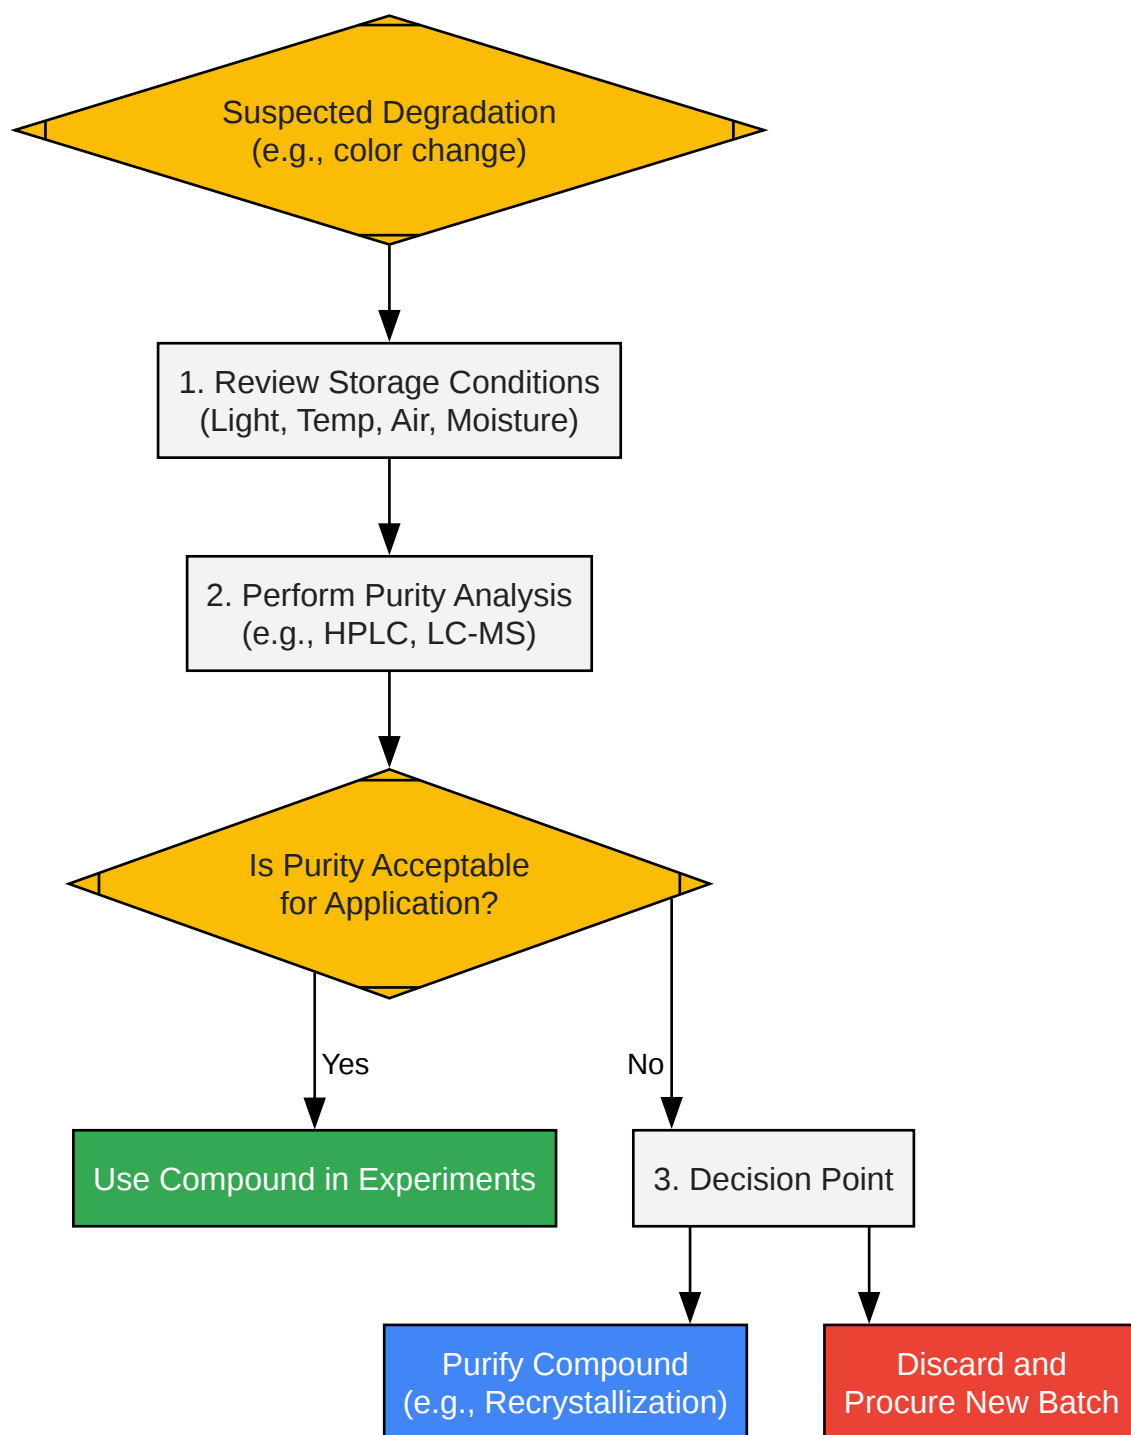 Suspected Degradation
(e.g., color change)
1. Review Storage Conditions
(Light, Temp, Air, Moisture)
2. Perform Purity Analysis
(e.g., HPLC, LC-MS)
Is Purity Acceptable
for Application?
Yes
No
Use Compound in Experiments
3. Decision Point
Purify Compound
(e.g., Recrystallization)
Discard and
Procure New Batch